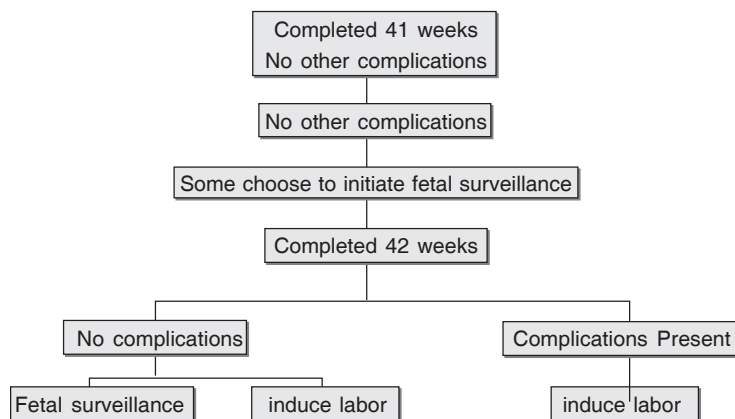 Completed 41 weeks
No other complications
No other complications
Some choose to initiate fetal surveillance
Completed 42 weeks
No complications
Complications Present
Fetal surveillance
induce labor
induce labor